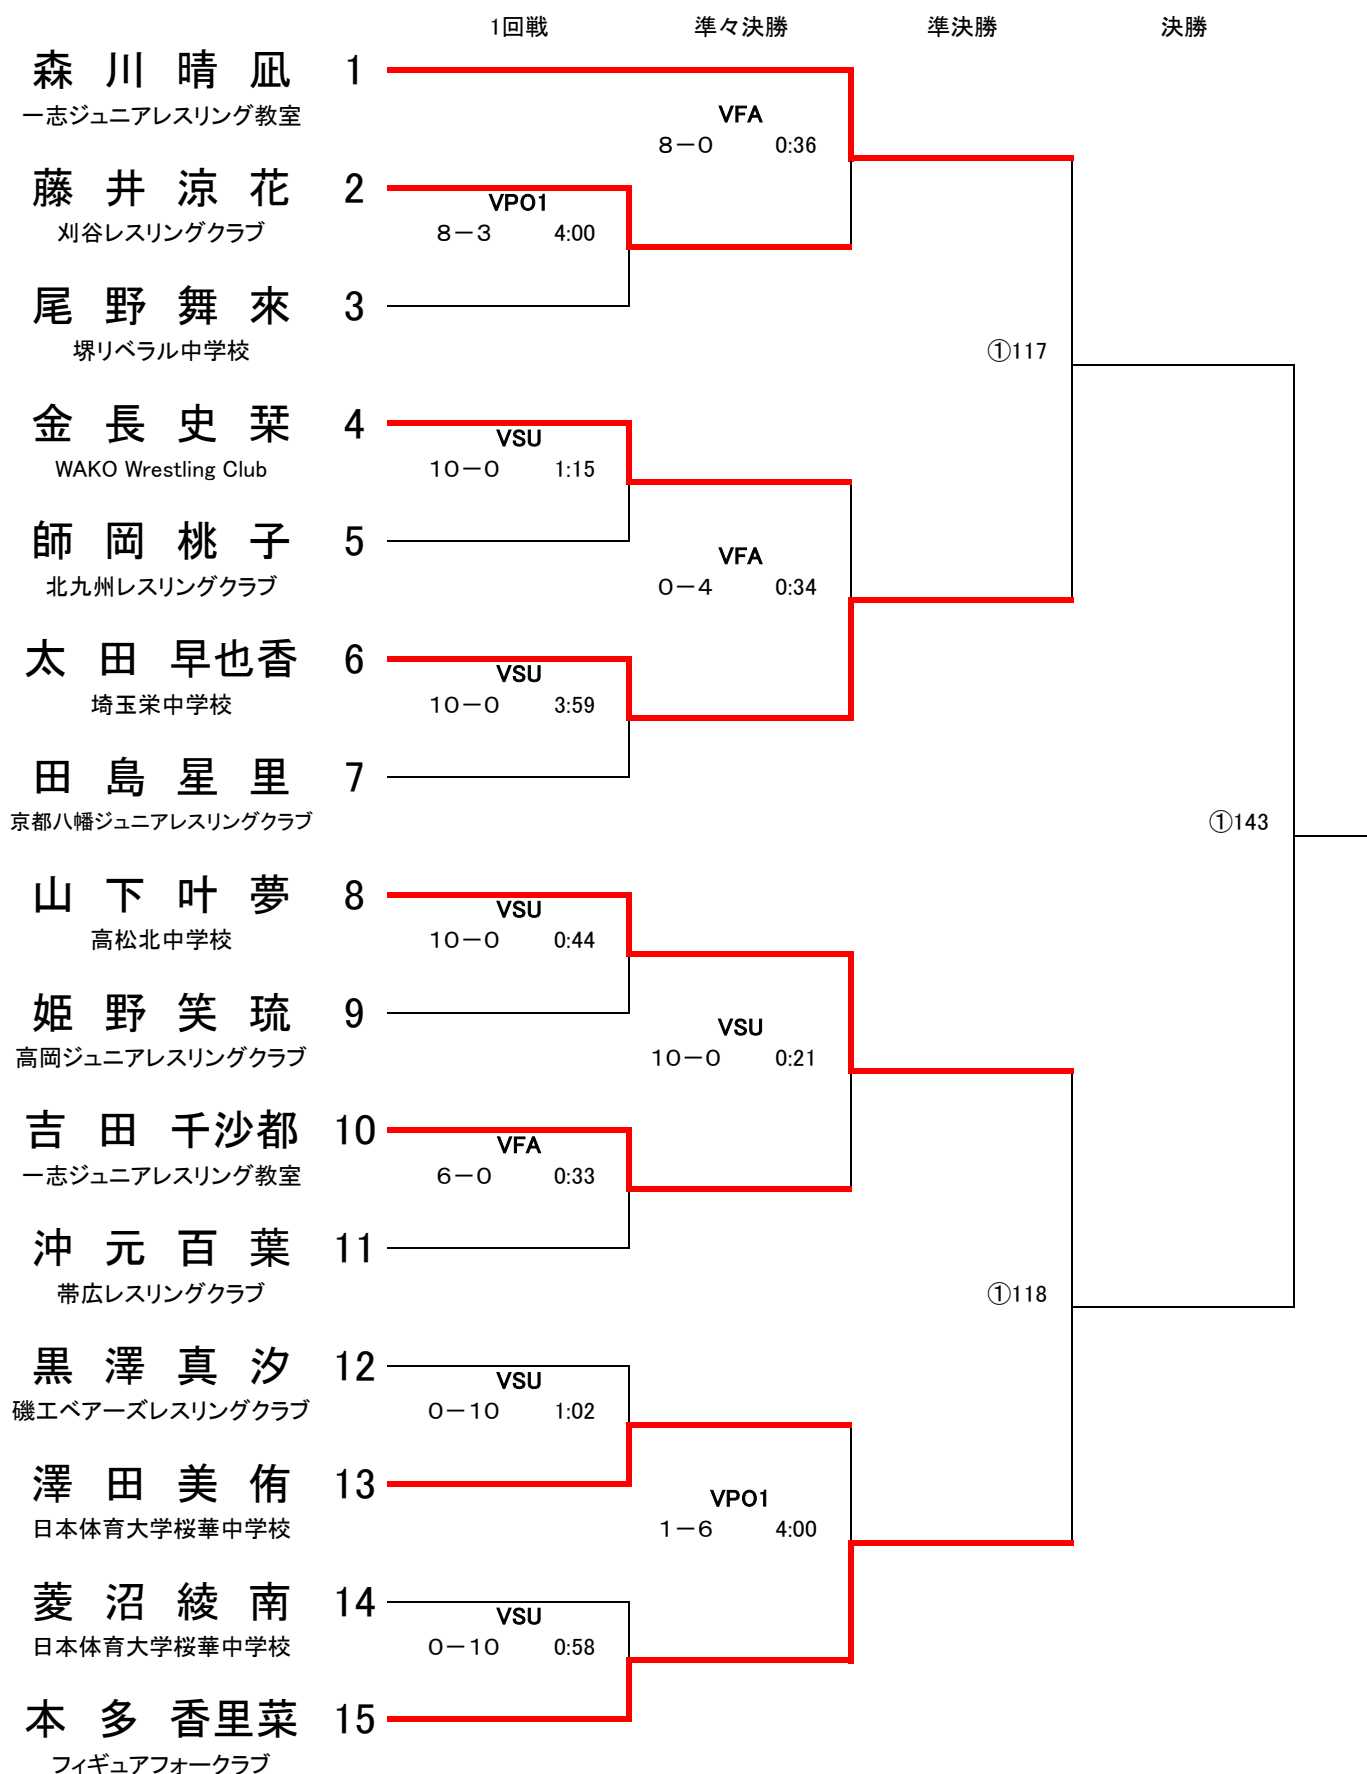 1回戦 準々決勝 準決勝 決勝
森川晴凪 1
一志ジュニアレスリング教室
VFA
8－0 0:36
藤井涼花 2
刈谷レスリングクラブ
VPO1
8－3 4:00
尾野舞來 3
堺リベラル中学校
①117
金長史栞 4
WAKO Wrestling Club
VSU
10－0 1:15
師岡桃子 5
北九州レスリングクラブ
VFA
0－4 0:34
太田早也香 6
埼玉栄中学校
VSU
10－0 3:59
田島星里 7
京都八幡ジュニアレスリングクラブ
①143
山下叶夢 8
高松北中学校
VSU
10－0 0:44
姫野笑琉 9
高岡ジュニアレスリングクラブ
VSU
10－0 0:21
吉田千沙都 10
一志ジュニアレスリング教室
VFA
6－0 0:33
沖元百葉 11
帯広レスリングクラブ
①118
黒澤真汐 12
磯工ベアーズレスリングクラブ
VSU
0－10 1:02
澤田美侑 13
日本体育大学桜華中学校
VPO1
1－6 4:00
菱沼綾南 14
日本体育大学桜華中学校
VSU
0－10 0:58
本多香里菜 15
フィギュアフォークラブ